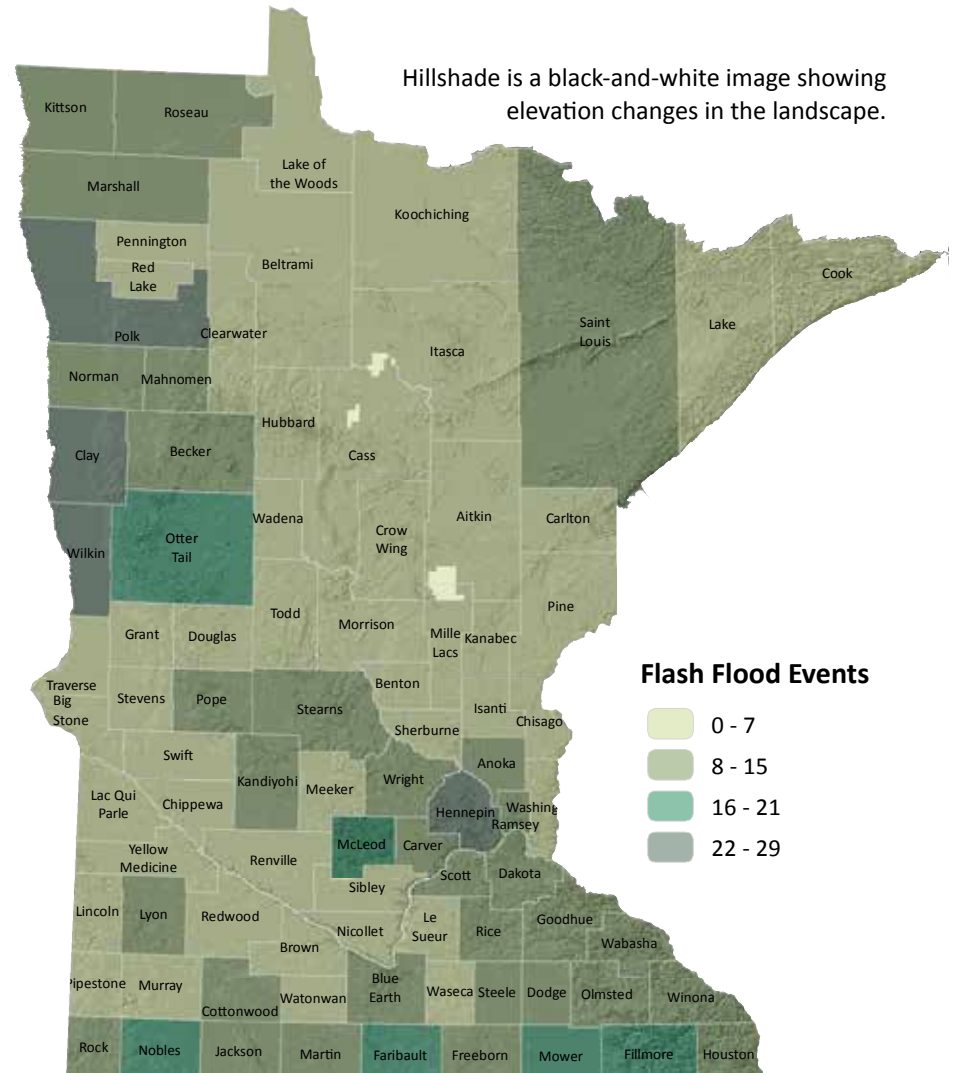 Hillshade is a black-and-white image showing
elevation changes in the landscape.
Kittson
Roseau
Lake of
the Woods
Marshall
Koochiching
Pennington
Beltrami
Red
Lake
Cook
Polk
Clearwater
Saint
Louis
Lake
Itasca
Norman
Mahnomen
Hubbard
Clay
Becker
Cass
Otter
Tail
Wadena
Crow
Wing
Aitkin
Carlton
Wilkin
Todd
Morrison
Pine
Grant
Douglas
Mille
Lacs
Kanabec
Traverse
Big
Stone
Stevens
Pope
Stearns
Benton
Isanti
Chisago
Sherburne
Swift
Kandiyohi
Meeker
Wright
Anoka
Lac Qui
Parle
Chippewa
Hennepin
Washing
Ramsey
Yellow
Medicine
Renville
McLeod
Carver
Scott
Dakota
Sibley
Lincoln
Lyon
Redwood
Nicollet
Le
Sueur
Rice
Goodhue
Wabasha
Brown
Pipestone
Murray
Cottonwood
Watonwan
Blue
Earth
Waseca
Steele
Dodge
Olmsted
Winona
Rock
Nobles
Jackson
Martin
Faribault
Freeborn
Mower
Fillmore
Houston
Flash Flood Events
0 - 7
8 - 15
16 - 21
22 - 29